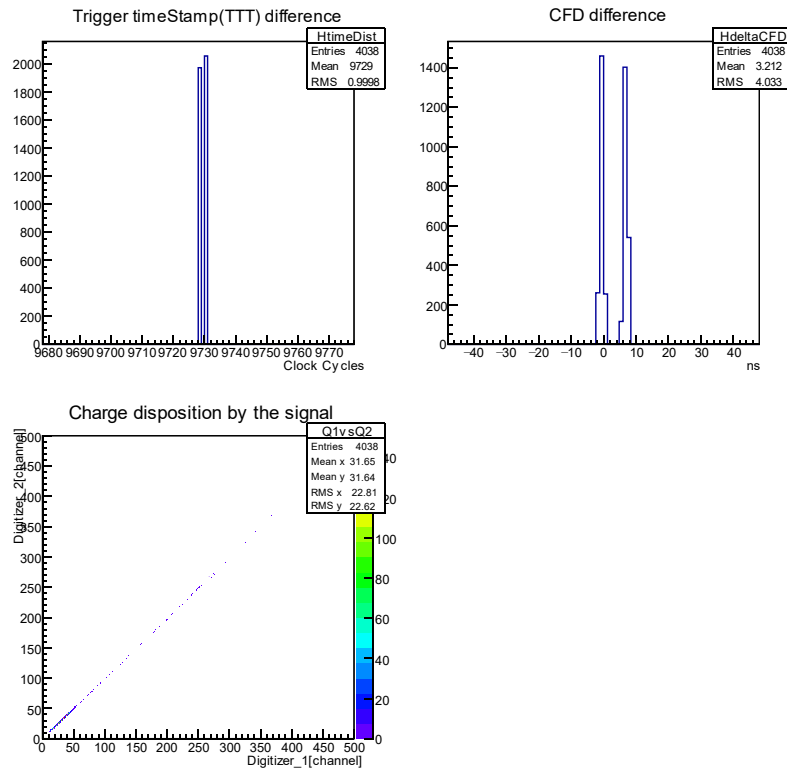 Trigger timeStamp(TTT) difference
HtimeDist
Entries 4038
Mean 9729
RMS 0.9998
2000
1800
1600
1400
1200
1000
800
600
400
200
0
9680 9690 9700 9710 9720 9730 9740 9750 9760 9770
Clock Cycles
CFD difference
HdeltaCFD
Entries 4038
Mean 3.212
RMS 4.033
1400
1200
1000
800
600
400
200
0
−40 −30 −20 −10 0 10 20 30 40
ns
Charge disposition by the signal
Q1vsQ2
Entries 4038
Mean x 31.65
Mean y 31.64
RMS x 22.81
RMS y 22.62
Digitizer_2[channel]
500
450
400
350
300
250
200
150
100
50
0
0 50 100 150 200 250 300 350 400 450 500
Digitizer_1[channel]
40
20
100
80
60
40
20
0